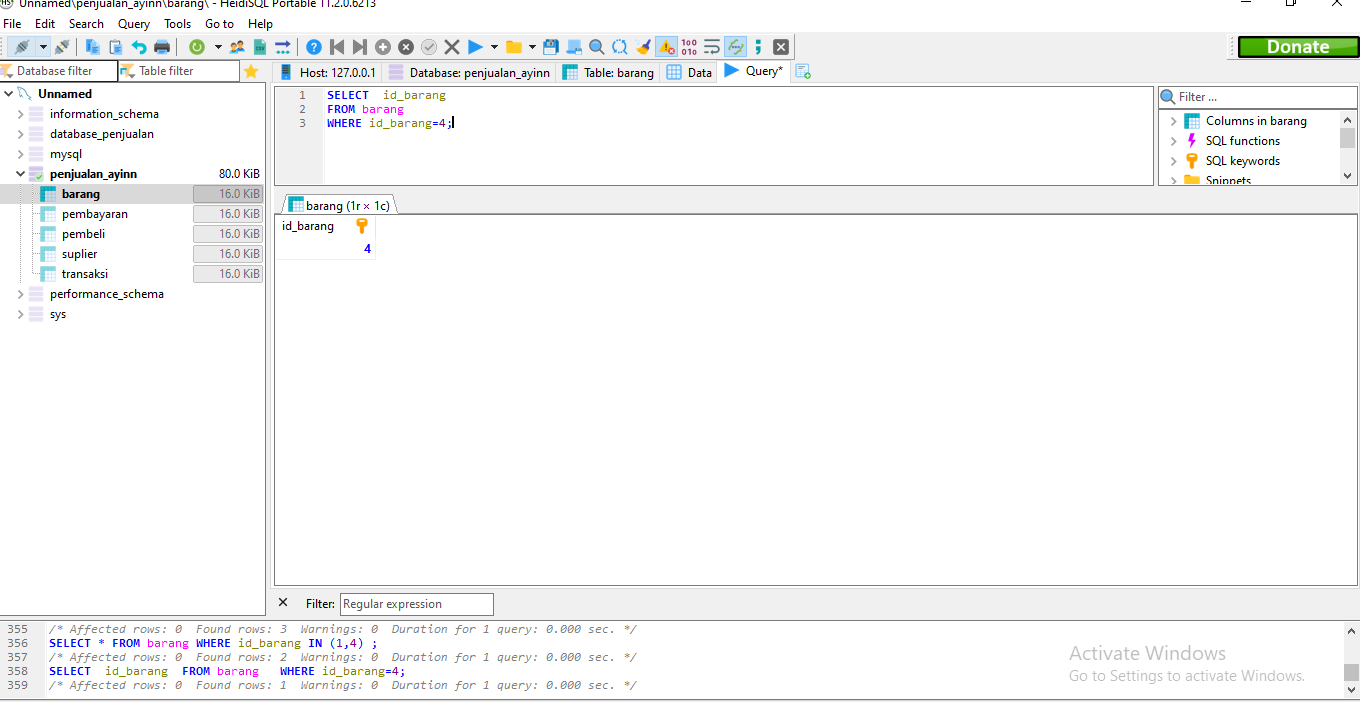 Unnamed\penjualan_ayinn\barang\ - HeidiSQL Portable 11.2.0.6213
File Edit Search Query Tools Go to Help
Donate
Database filter
Table filter
Host: 127.0.0.1
Database: penjualan_ayinn
Table: barang
Data
Query*
Unnamed
information_schema
database_penjualan
mysql
penjualan_ayinn 80.0 KiB
barang 16.0 KiB
pembayaran 16.0 KiB
pembeli 16.0 KiB
suplier 16.0 KiB
transaksi 16.0 KiB
performance_schema
sys
1 SELECT  id_barang
2 FROM barang
3 WHERE id_barang=4;
Filter ...
Columns in barang
SQL functions
SQL keywords
Snippets
barang (1r × 1c)
id_barang
4
Filter: Regular expression
355 /* Affected rows: 0  Found rows: 3  Warnings: 0  Duration for 1 query: 0.000 sec. */
356 SELECT * FROM barang WHERE id_barang IN (1,4) ;
357 /* Affected rows: 0  Found rows: 2  Warnings: 0  Duration for 1 query: 0.000 sec. */
358 SELECT  id_barang  FROM barang   WHERE id_barang=4;
359 /* Affected rows: 0  Found rows: 1  Warnings: 0  Duration for 1 query: 0.000 sec. */
Activate Windows
Go to Settings to activate Windows.